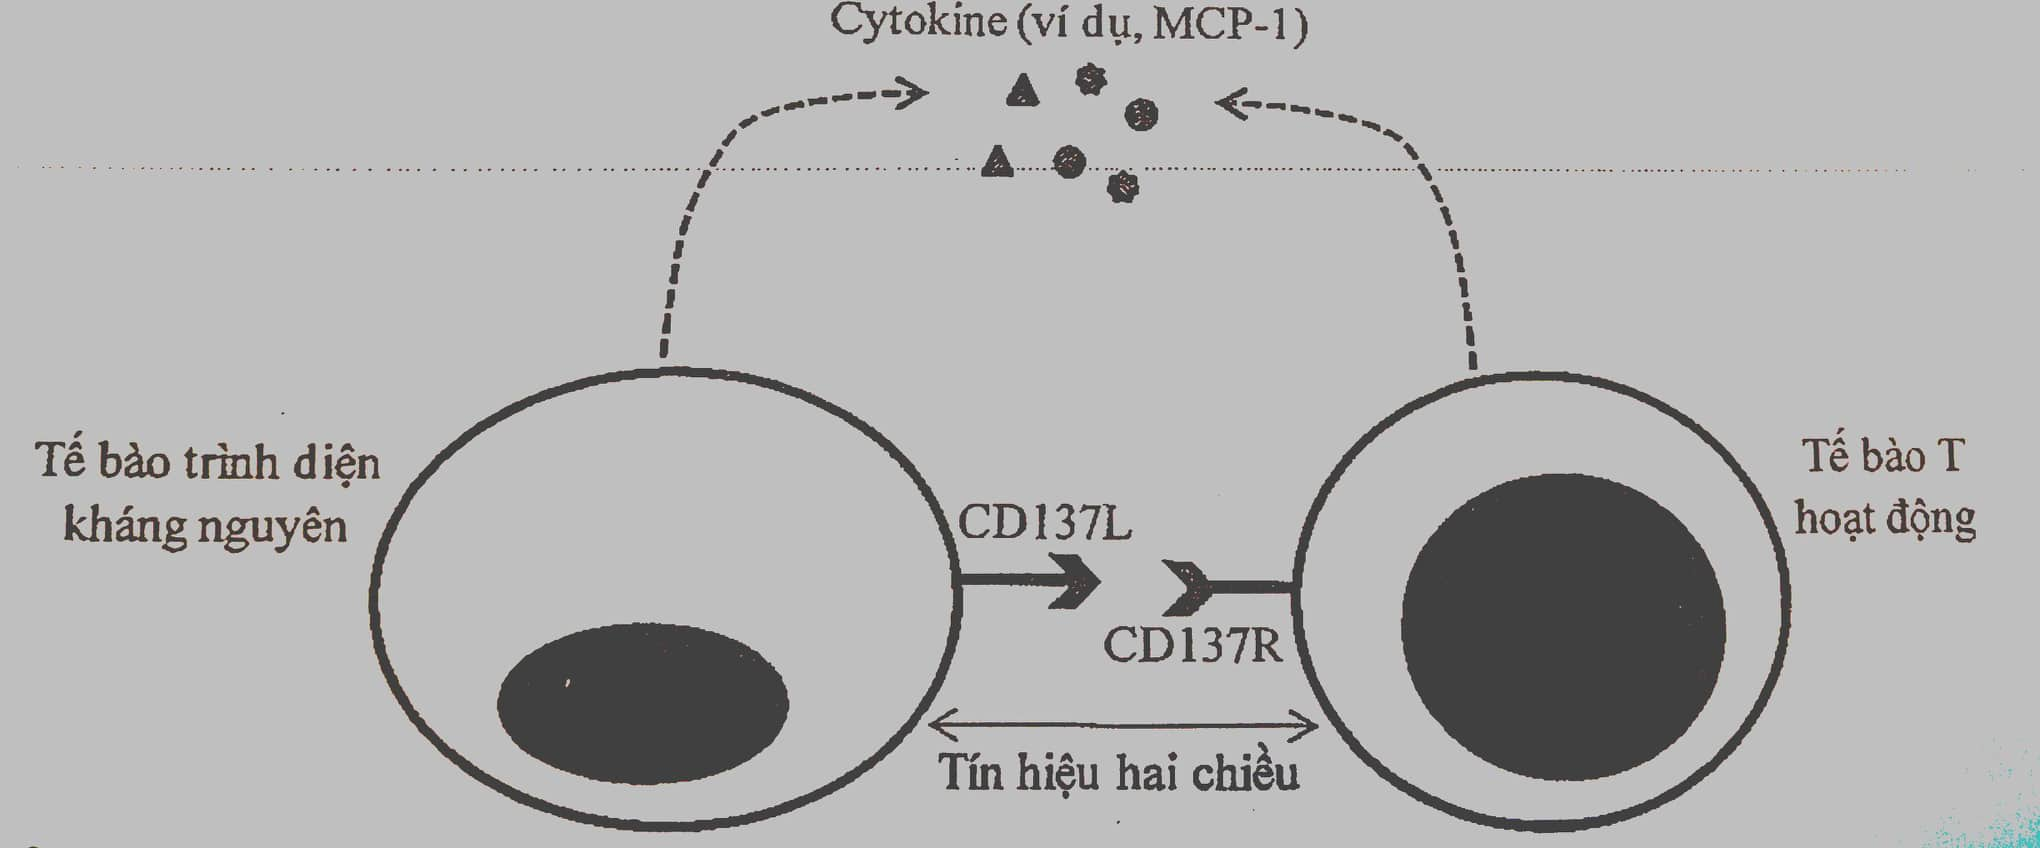 Cytokine (ví dụ, MCP-1)
Tế bào trình diện
kháng nguyên
CD137L
CD137R
Tế bào T
hoạt động
Tín hiệu hai chiều